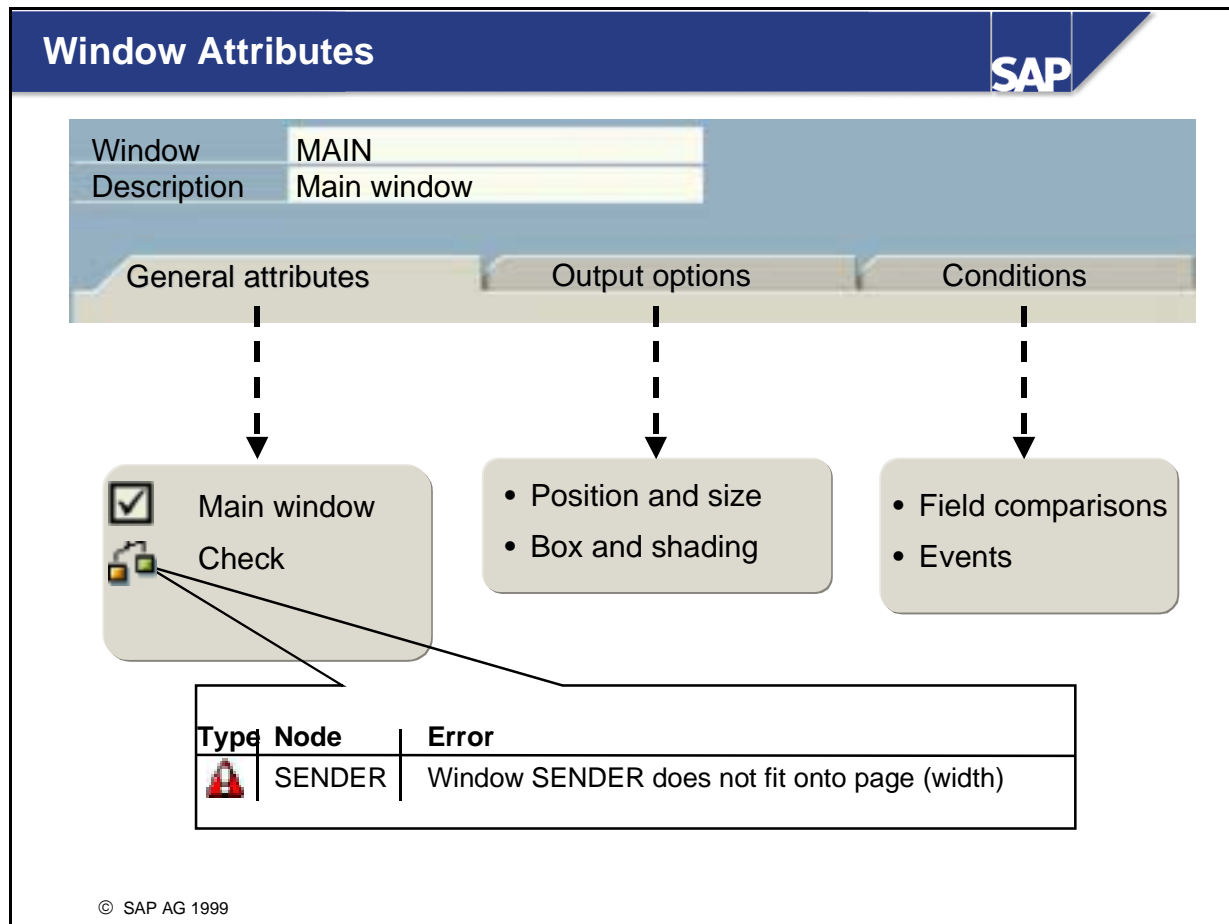 Window Attributes
SAP
Window MAIN
Description Main window
General attributes Output options Conditions
Main window
Check
• Position and size
• Box and shading
• Field comparisons
• Events
Type Node Error
SENDER Window SENDER does not fit onto page (width)
© SAP AG 1999